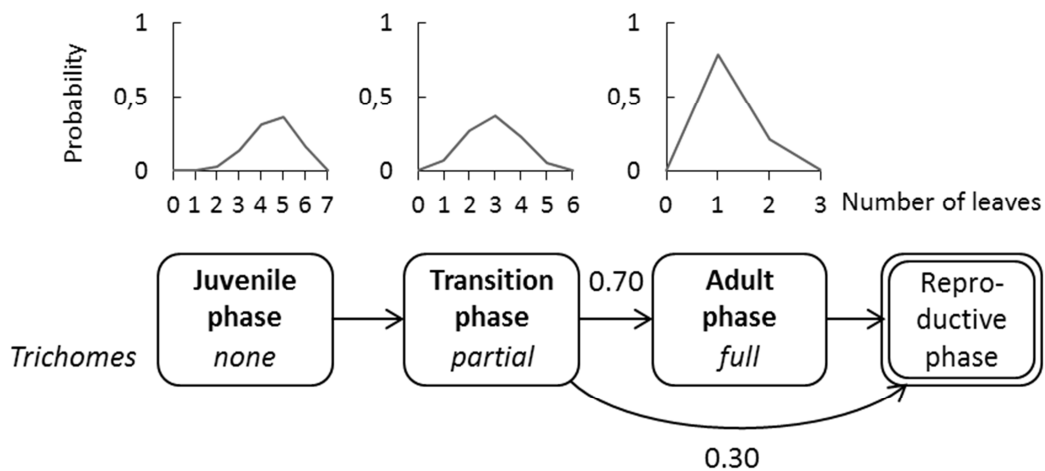 Probability
1
0,5
0
0 1 2 3 4 5 6 7
1
0,5
0
0 1 2 3 4 5 6
1
0,5
0
0 1 2 3
Number of leaves
Trichomes
Juvenile
phase
none
Transition
phase
partial
0.70
Adult
phase
full
Repro-
ductive
phase
0.30